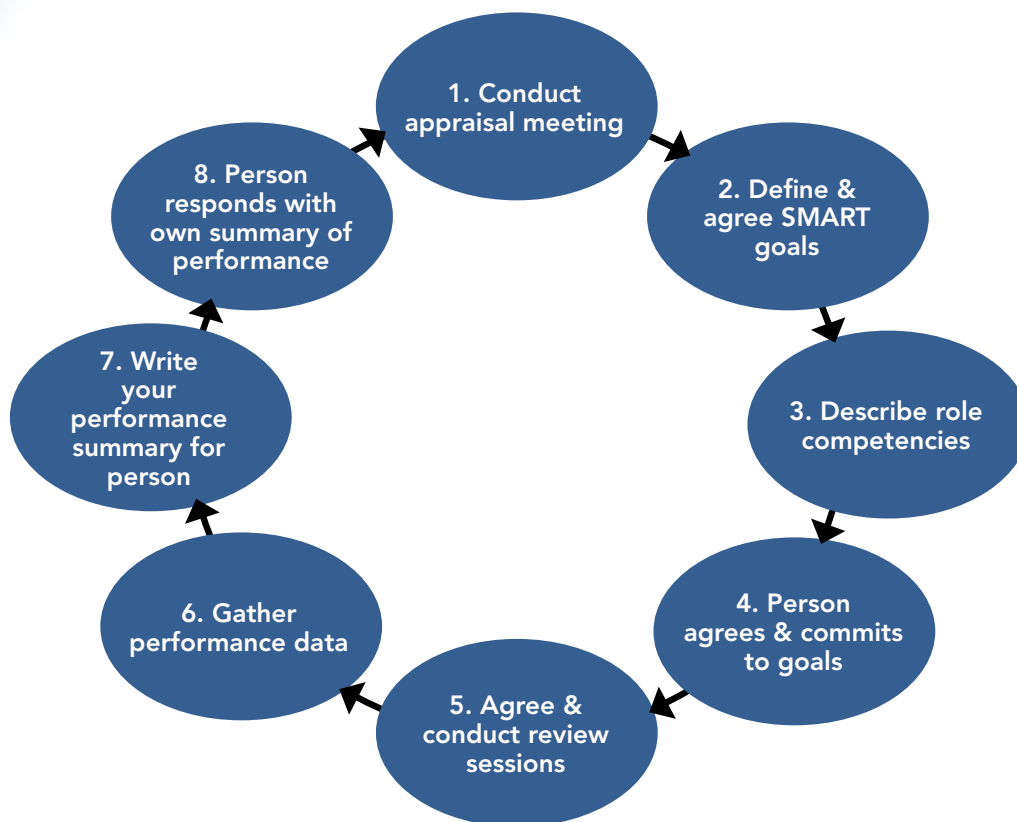 1. Conduct
appraisal meeting
2. Define &
agree SMART
goals
3. Describe role
competencies
4. Person
agrees & commits
to goals
5. Agree &
conduct review
sessions
6. Gather
performance data
7. Write
your
performance
summary for
person
8. Person
responds with
own summary of
performance